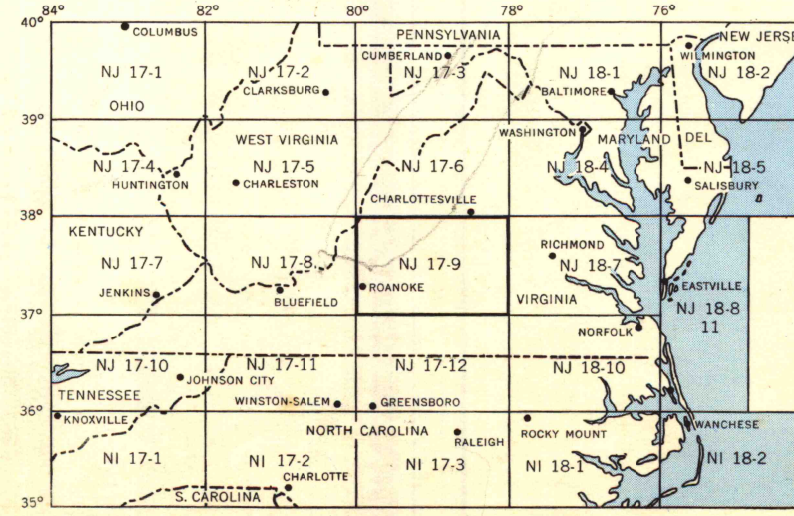 84° 82° 80° 78° 76°
40°
COLUMBUS
PENNSYLVANIA
NEW JERSE
CUMBERLAND
WILMINGTON
NJ 17-1 NJ 17-2 NJ 17-3 NJ 18-1 NJ 18-2
CLARKSBURG
BALTIMORE
OHIO
39°
WASHINGTON
WEST VIRGINIA
MARYLAND
DEL
NJ 17-4 NJ 17-5 NJ 17-6 NJ 18-4 NJ 18-5
HUNTINGTON
CHARLESTON
SALISBURY
CHARLOTTESVILLE
38°
KENTUCKY
RICHMOND
NJ 17-7 NJ 17-8 NJ 17-9 NJ 18-7
JENKINS
BLUEFIELD
ROANOKE
VIRGINIA
EASTVILLE
NJ 18-8
11
37°
NORFOLK
NJ 17-10 NJ 17-11 NJ 17-12 NJ 18-10
JOHNSON CITY
TENNESSEE
WINSTON-SALEM
GREENSBORO
36°
KNOXVILLE
NORTH CAROLINA
RALEIGH
ROCKY MOUNT
WANCHESE
NI 17-1 NI 17-2 NI 17-3 NI 18-1 NI 18-2
CHARLOTTE
S. CAROLINA
35°